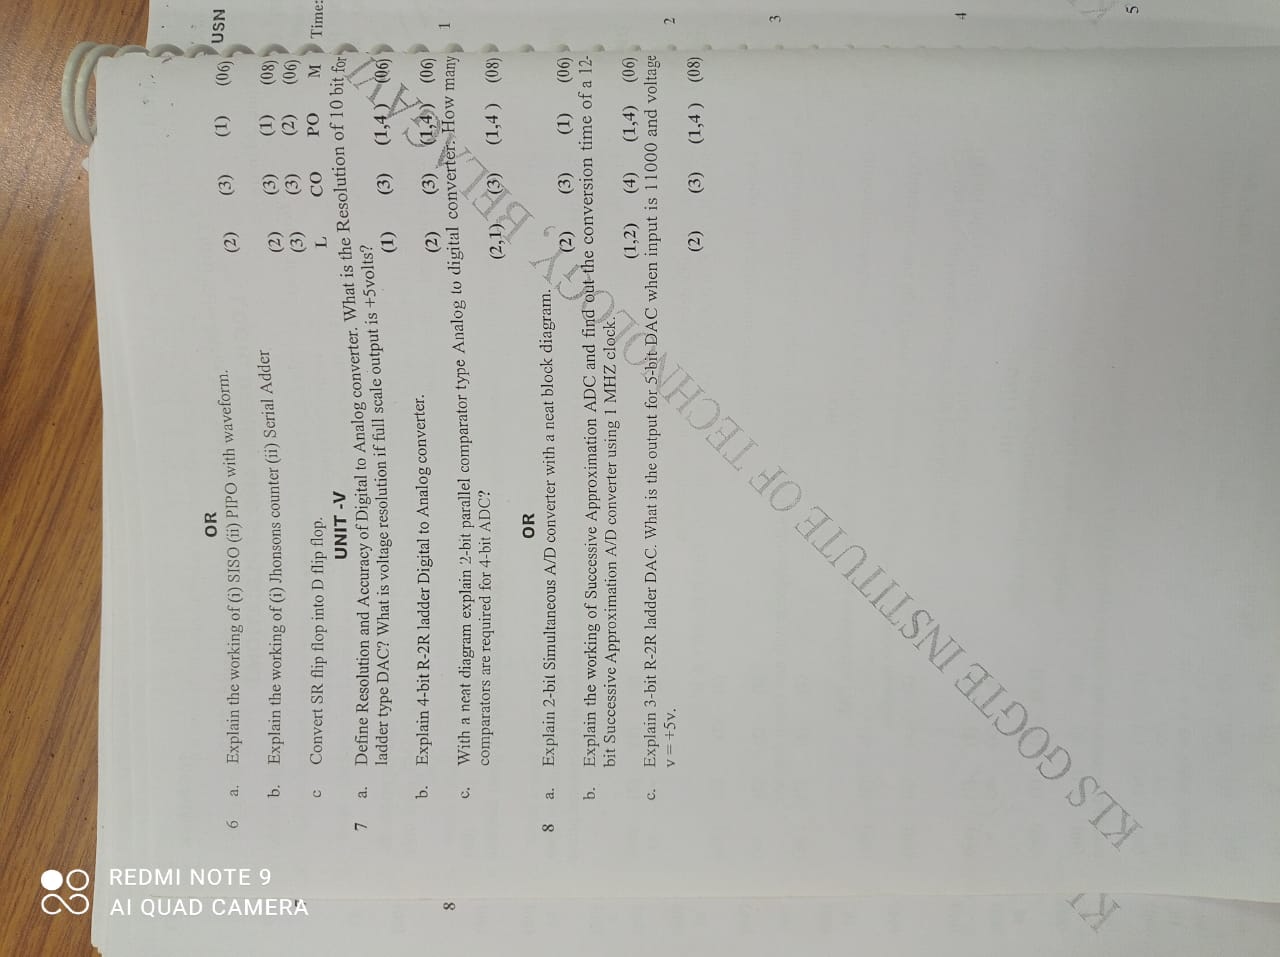 OR
6 a. Explain the working of (i) SISO (ii) PIPO with waveform. (2) (3) (1) (06)
b. Explain the working of (i) Jhonsons counter (ii) Serial Adder (2) (3) (1) (08)
c Convert SR flip flop into D flip flop. (3) (3) (2) (06)
L CO PO M
UNIT -V
7 a. Define Resolution and Accuracy of Digital to Analog converter. What is the Resolution of 10 bit for
ladder type DAC? What is voltage resolution if full scale output is +5volts?
(1) (3) (1,4) (06)
b. Explain 4-bit R-2R ladder Digital to Analog converter. (2) (3) (1,4) (06)
c. With a neat diagram explain 2-bit parallel comparator type Analog to digital converter. How many
comparators are required for 4-bit ADC? (2,1) (3) (1,4 ) (08)
OR
8 a. Explain 2-bit Simultaneous A/D converter with a neat block diagram. (2) (3) (1) (06)
b. Explain the working of Successive Approximation ADC and find out the conversion time of a 12-
bit Successive Approximation A/D converter using 1 MHZ clock. (1,2) (4) (1,4) (06)
c. Explain 3-bit R-2R ladder DAC. What is the output for 5-bit DAC when input is 11000 and voltage
v = +5v. (2) (3) (1,4 ) (08)
KLS GOGTE INSTITUTE OF TECHNOLOGY, BELAGAVI
8
USN
Time:
1
2
3
4
5
REDMI NOTE 9
AI QUAD CAMERA